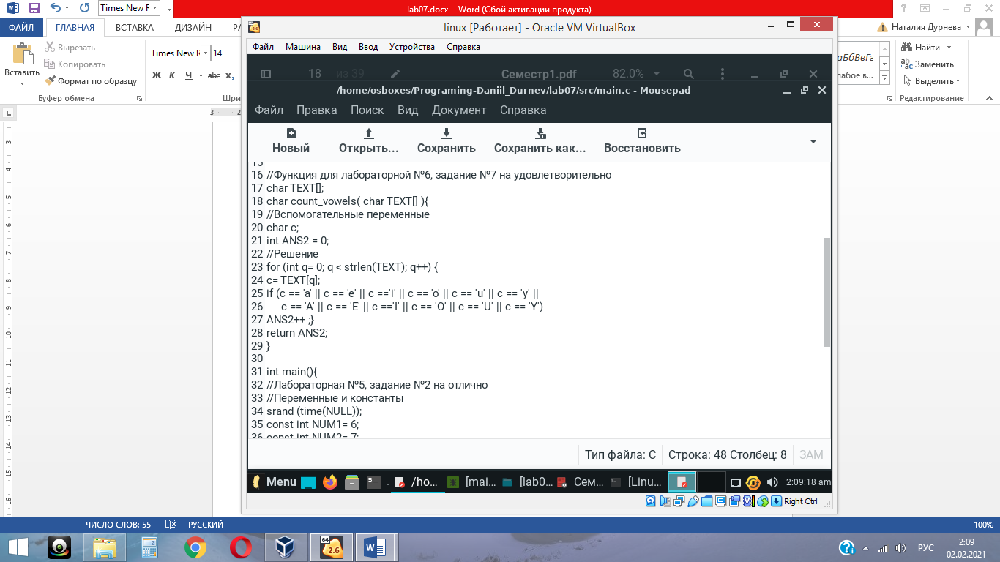 Times New R
lab07.docx - Word (Сбой активации продукта)
ФАЙЛ ГЛАВНАЯ ВСТАВКА ДИЗАЙН
Наталия Дурнева
Вставить
Вырезать
Копировать
Формат по образцу
Буфер обмена
Times New R 14
Ж К Ч abc x
Найти
Заменить
Выделить
Редактирование
linux [Работает] - Oracle VM VirtualBox
Файл Машина Вид Ввод Устройства Справка
18 из 39 Семестр1.pdf 82.0%
/home/osboxes/Programing-Daniil_Durnev/lab07/src/main.c - Mousepad
Файл Правка Поиск Вид Документ Справка
Новый Открыть... Сохранить Сохранить как... Восстановить
15
16 //Функция для лабораторной №6, задание №7 на удовлетворительно
17 char TEXT[];
18 char count_vowels( char TEXT[] ){
19 //Вспомогательные переменные
20 char c;
21 int ANS2 = 0;
22 //Решение
23 for (int q= 0; q < strlen(TEXT); q++) {
24 c= TEXT[q];
25 if (c == 'a' || c == 'e' || c =='i' || c == 'o' || c == 'u' || c == 'y' ||
26 c == 'A' || c == 'E' || c =='I' || c == 'O' || c == 'U' || c == 'Y')
27 ANS2++ ;}
28 return ANS2;
29 }
30
31 int main(){
32 //Лабораторная №5, задание №2 на отлично
33 //Переменные и константы
34 srand (time(NULL));
35 const int NUM1= 6;
36 const int NUM2= 7;
Тип файла: C Строка: 48 Столбец: 8 ЗАМ
Menu /ho... [mai... [lab0... Сем... [Linu... 2:09:18 am
Right Ctrl
ЧИСЛО СЛОВ: 55 РУССКИЙ 100%
РУС 2:09
02.02.2021